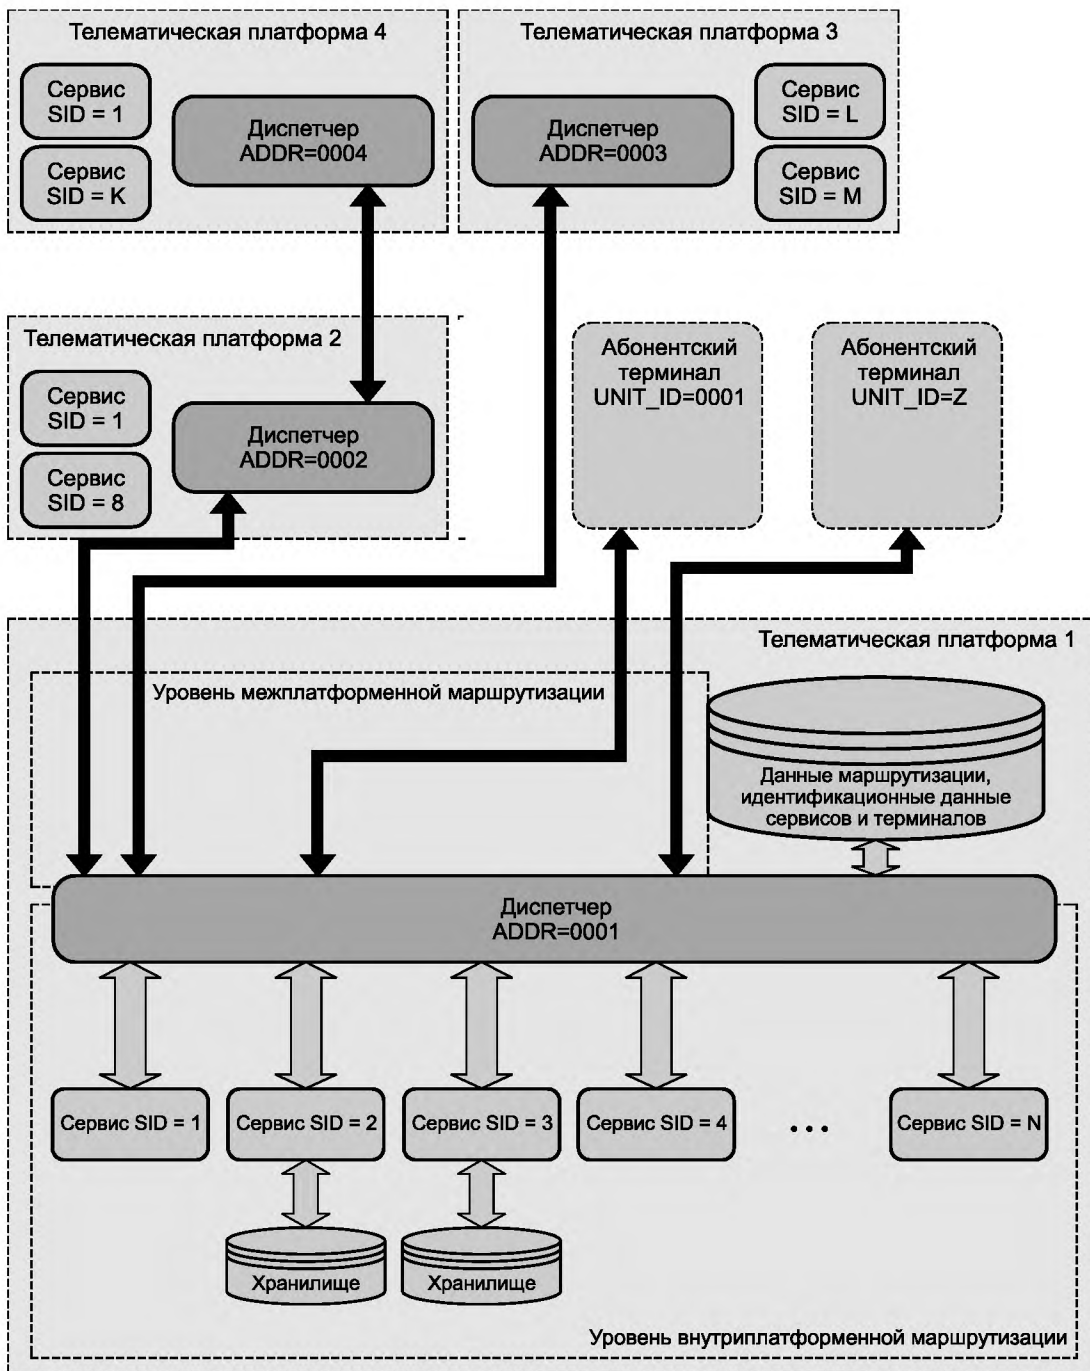 Телематическая платформа 4
Сервис
SID = 1
Сервис
SID = K
Диспетчер
ADDR=0004
Телематическая платформа 3
Диспетчер
ADDR=0003
Сервис
SID = L
Сервис
SID = M
Телематическая платформа 2
Сервис
SID = 1
Сервис
SID = 8
Диспетчер
ADDR=0002
Абонентский
терминал
UNIT_ID=0001
Абонентский
терминал
UNIT_ID=Z
Телематическая платформа 1
Уровень межплатформенной маршрутизации
Данные маршрутизации,
идентификационные данные
сервисов и терминалов
Диспетчер
ADDR=0001
Сервис SID = 1
Сервис SID = 2
Сервис SID = 3
Сервис SID = 4
...
Сервис SID = N
Хранилище
Хранилище
Уровень внутриплатформенной маршрутизации